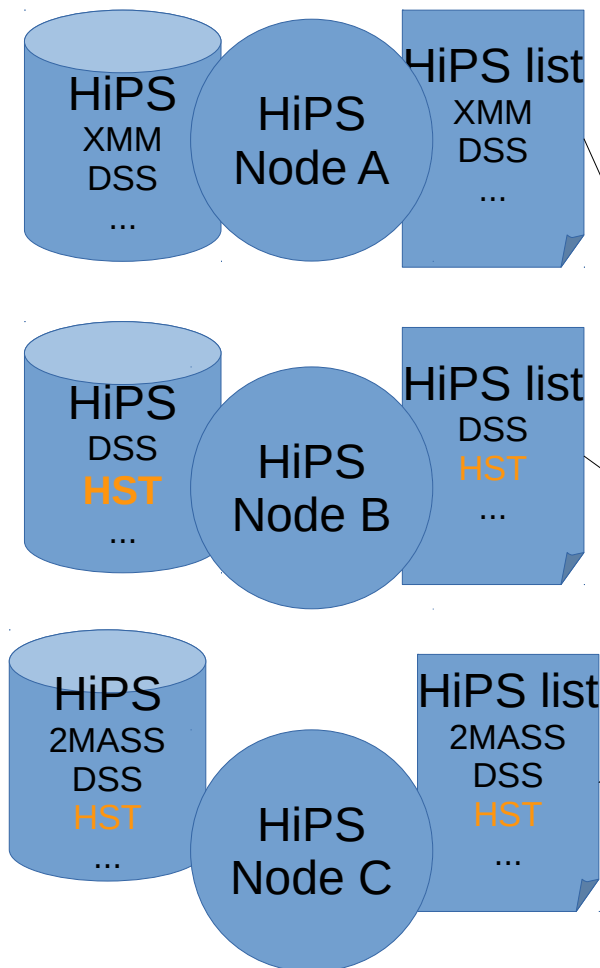 HiPS
XMM
DSS
...
HiPS
Node A
HiPS list
XMM
DSS
...
HiPS
DSS
HST
...
HiPS
Node B
HiPS list
DSS
HST
...
HiPS
2MASS
DSS
HST
...
HiPS
Node C
HiPS list
2MASS
DSS
HST
...